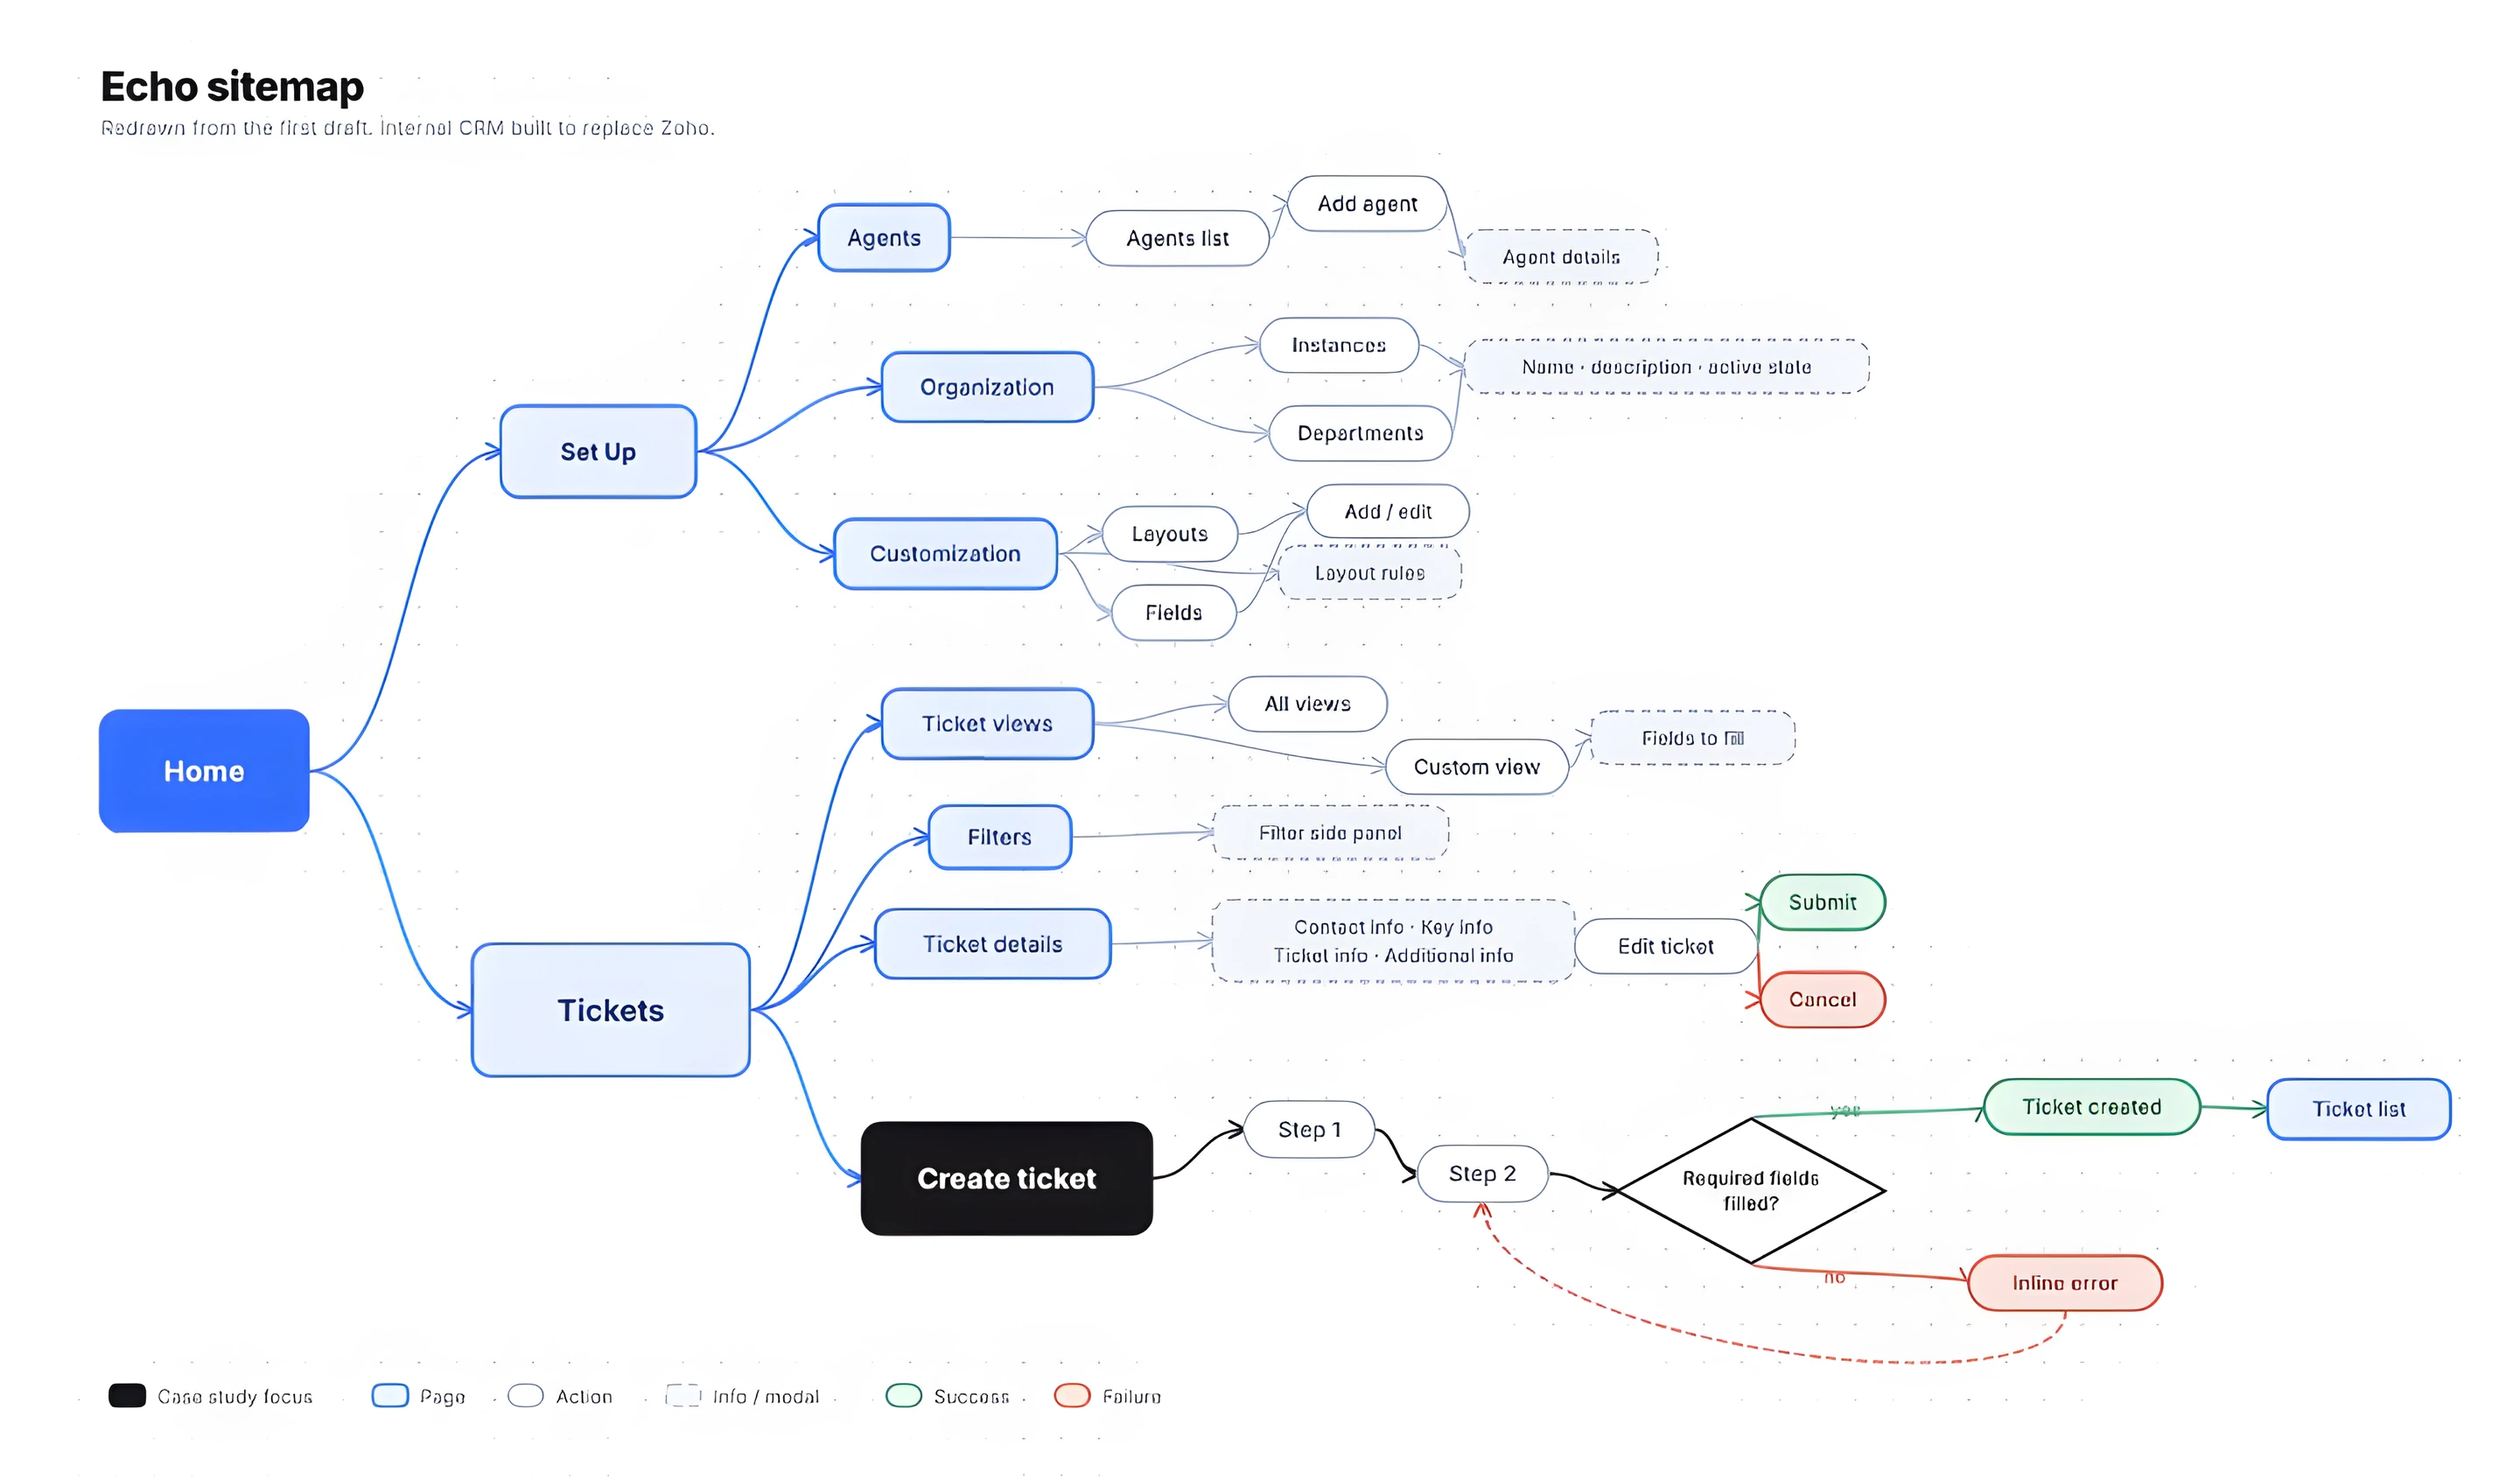 Echo sitemap
Redrawn from the first draft. Internal CRM built to replace Zoho.
Add agent
Agents
Agents list
Agent details
Instances
Name · description · active state
Organization
Departments
Set Up
Add / edit
Layouts
Customization
Layout rules
Fields
Ticket views
All views
Fields to fill
Custom view
Home
Filters
Filter side panel
Submit
Ticket details
Contact info · Key info
Ticket info · Additional info
Edit ticket
Cancel
Tickets
yes
Ticket created
Ticket list
Step 1
Create ticket
Step 2
Required fields
filled?
no
Inline error
Case study focus
Page
Action
Info / modal
Success
Failure